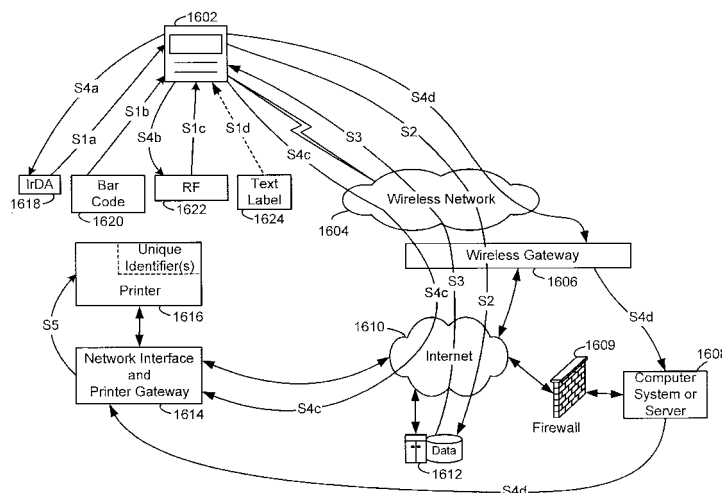 1602
S4a
S1a
S1b
S4b
S1c
S1d
S4c
S3
S2
S4d
IrDA
1618
Bar
Code
1620
RF
1622
Text
Label
1624
Wireless Network
1604
Wireless Gateway
1606
Unique
Identifier(s)
Printer
1616
S5
S4c
S3
S2
S4d
1610
Internet
1609
Firewall
1608
Computer
System or
Server
Network Interface
and
Printer Gateway
1614
S4c
Data
1612
S4d